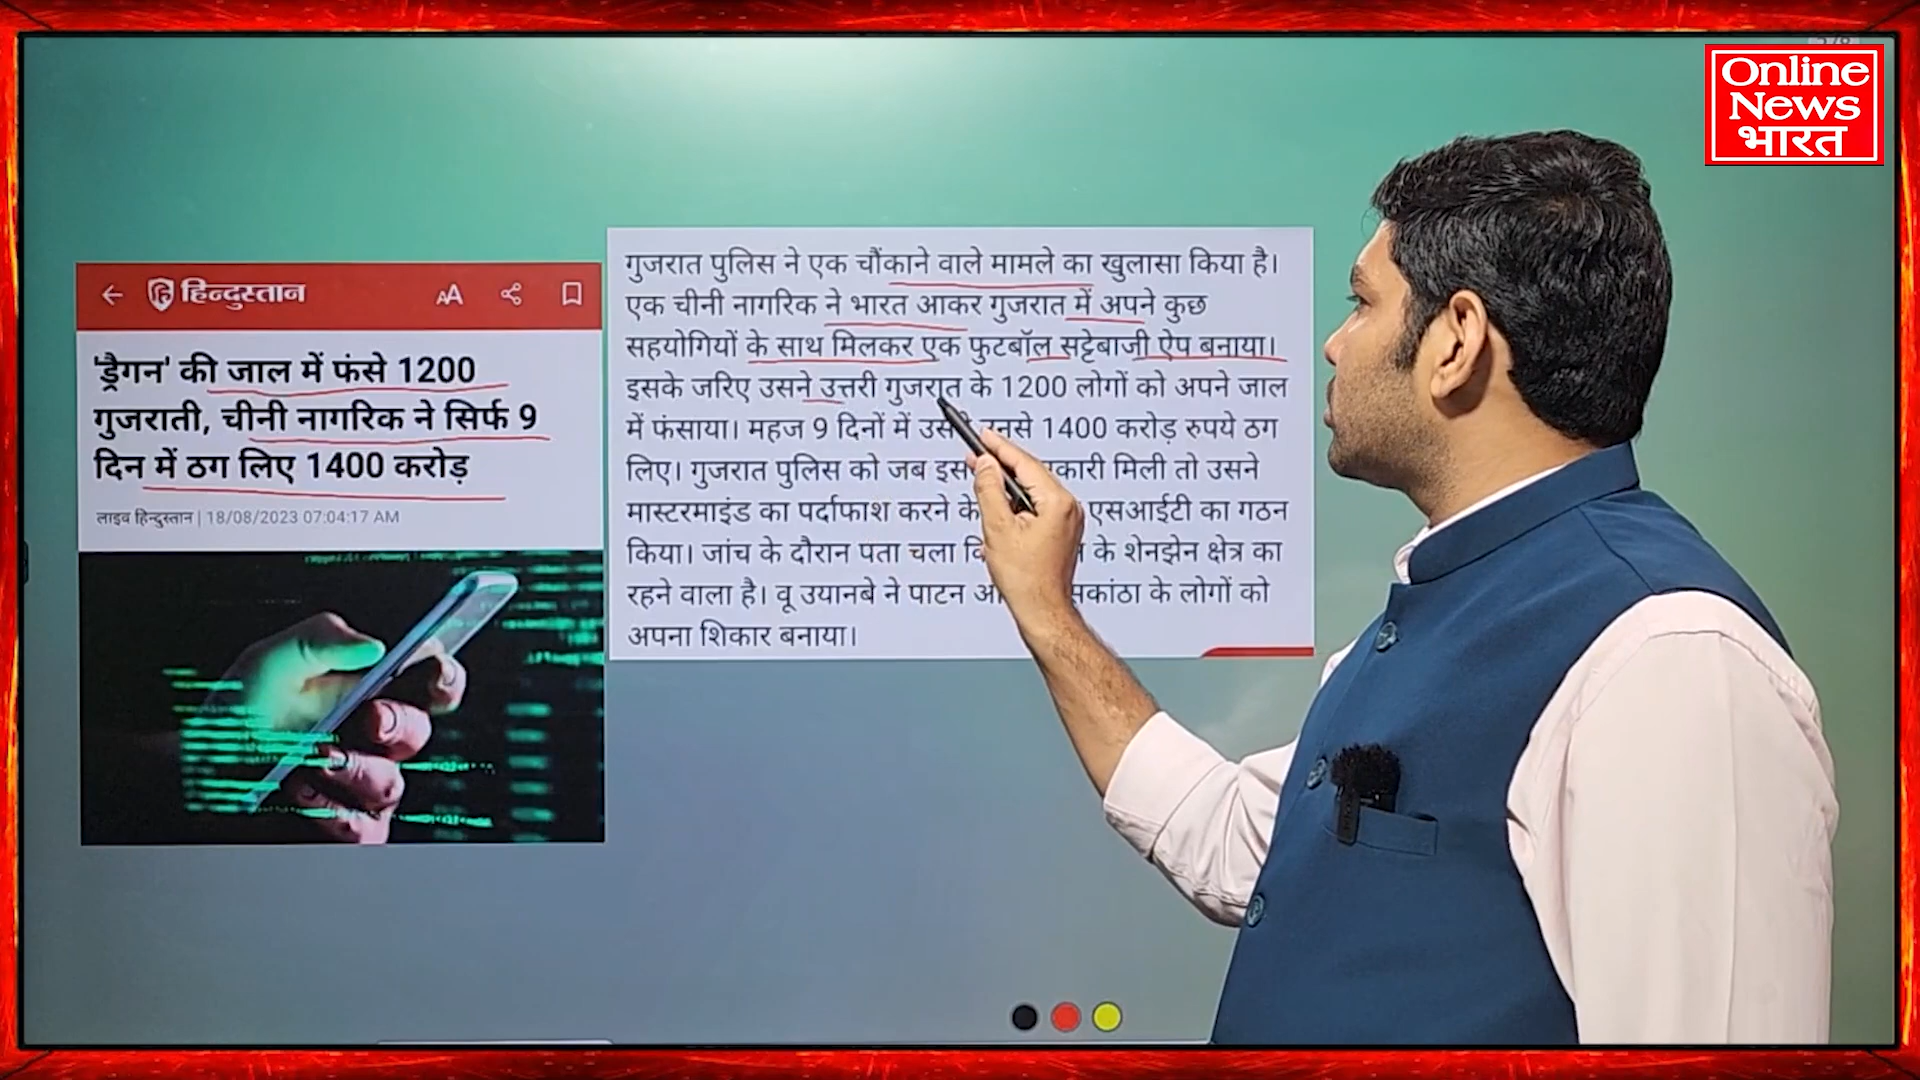 Online
News
भारत
हिन्दुस्तान
AA
'ड्रैगन' की जाल में फंसे 1200
गुजराती, चीनी नागरिक ने सिर्फ 9
दिन में ठग लिए 1400 करोड़
लाइव हिन्दुस्तान | 18/08/2023 07:04:17 AM
गुजरात पुलिस ने एक चौंकाने वाले मामले का खुलासा किया है।
एक चीनी नागरिक ने भारत आकर गुजरात में अपने कुछ
सहयोगियों के साथ मिलकर एक फुटबॉल सट्टेबाजी ऐप बनाया।
इसके जरिए उसने उत्तरी गुजरात के 1200 लोगों को अपने जाल
में फंसाया। महज 9 दिनों में 1400 करोड़ रुपये ठग
लिए। गुजरात पुलिस को जब मिली तो उसने
मास्टरमाइंड का पर्दाफाश करने के एसआईटी का गठन
किया। जांच के दौरान पता चला के शेनझेन क्षेत्र का
रहने वाला है। वू उयानबे ने पाटन के लोगों को
अपना शिकार बनाया।